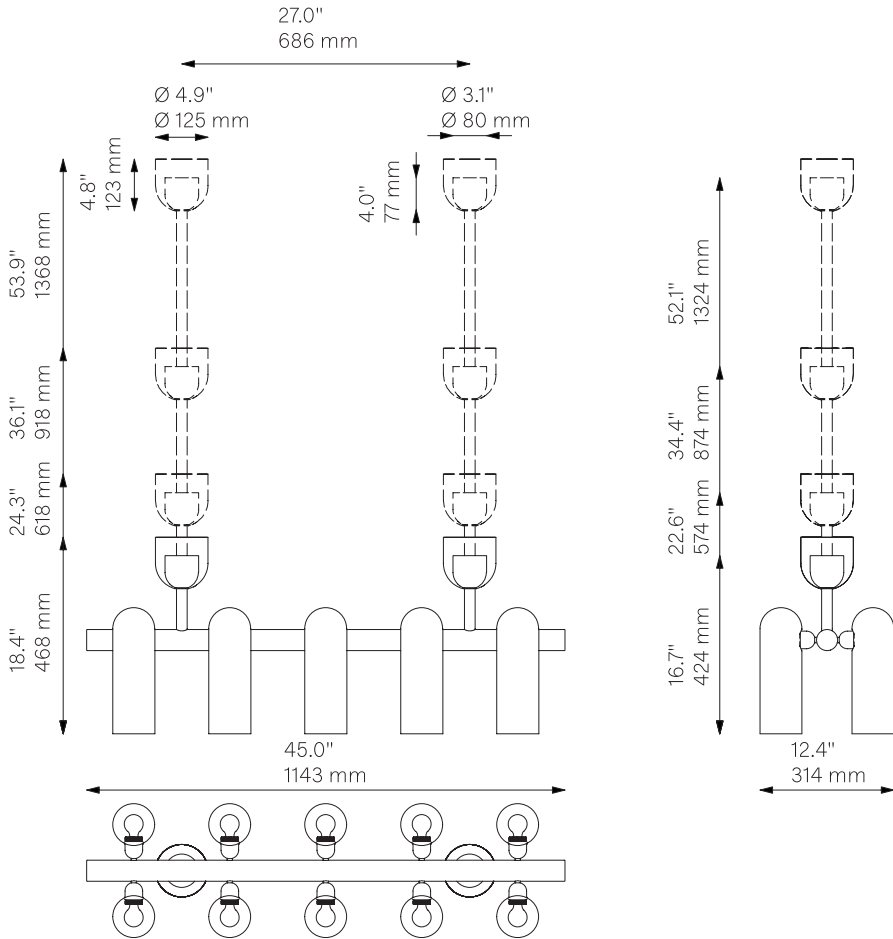 27.0"
686 mm
Ø 4.9"
Ø 125 mm
Ø 3.1"
Ø 80 mm
4.8"
123 mm
4.0"
77 mm
53.9"
1368 mm
52.1"
1324 mm
36.1"
918 mm
34.4"
874 mm
24.3"
618 mm
22.6"
574 mm
18.4"
468 mm
16.7"
424 mm
45.0"
1143 mm
12.4"
314 mm